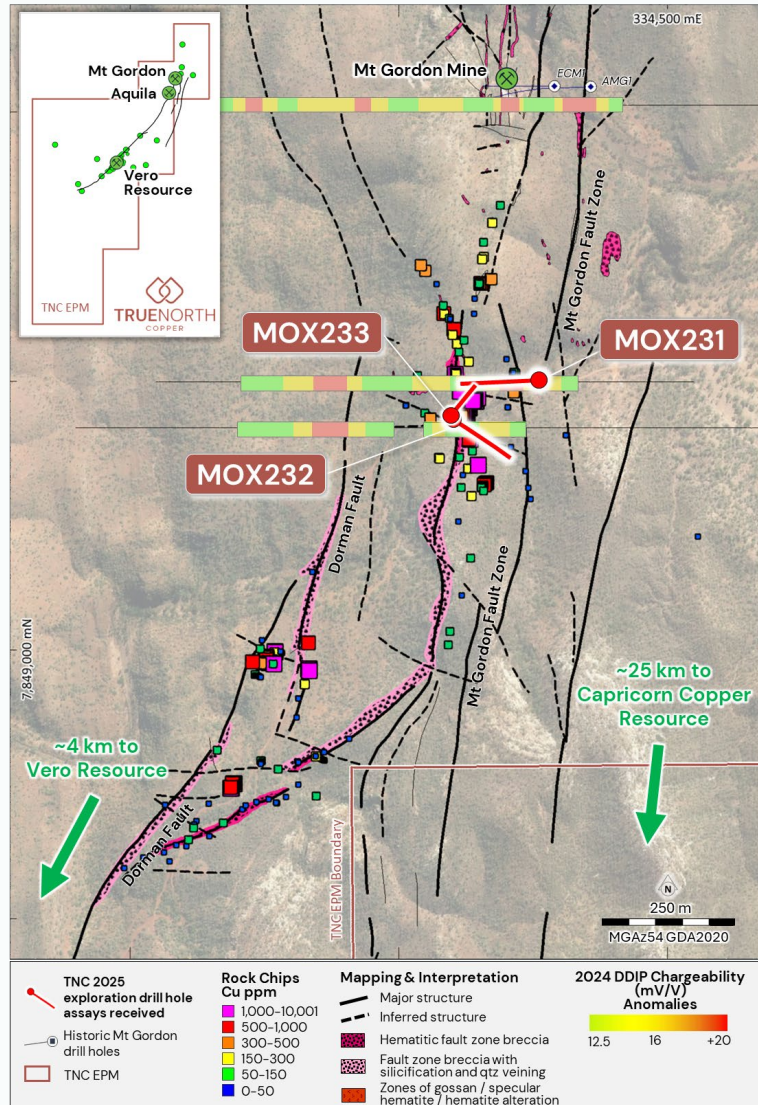 334,500 mE
Mt Gordon
Aquila
Vero
Resource
TNC EPM
TRUENORTH
COPPER
Mt Gordon Mine
ECM1
AMG1
Mt Gordon Fault Zone
MOX233
MOX231
MOX232
Dorman Fault
Mt Gordon Fault Zone
7,849,000 mN
~25 km to
Capricorn Copper
Resource
~4 km to
Vero Resource
Dorman Fault
TNC EPM Boundary
N
250 m
MGAz54 GDA2020
TNC 2025
exploration drill hole
assays received
Historic Mt Gordon
drill holes
TNC EPM
Rock Chips
Cu ppm
1,000-10,001
500-1,000
300-500
150-300
50-150
0-50
Mapping & Interpretation
Major structure
Inferred structure
Hematitic fault zone breccia
Fault zone breccia with
silicification and qtz veining
Zones of gossan / specular
hematite / hematite alteration
2024 DDIP Chargeability
(mV/V)
Anomalies
12.5 16 +20